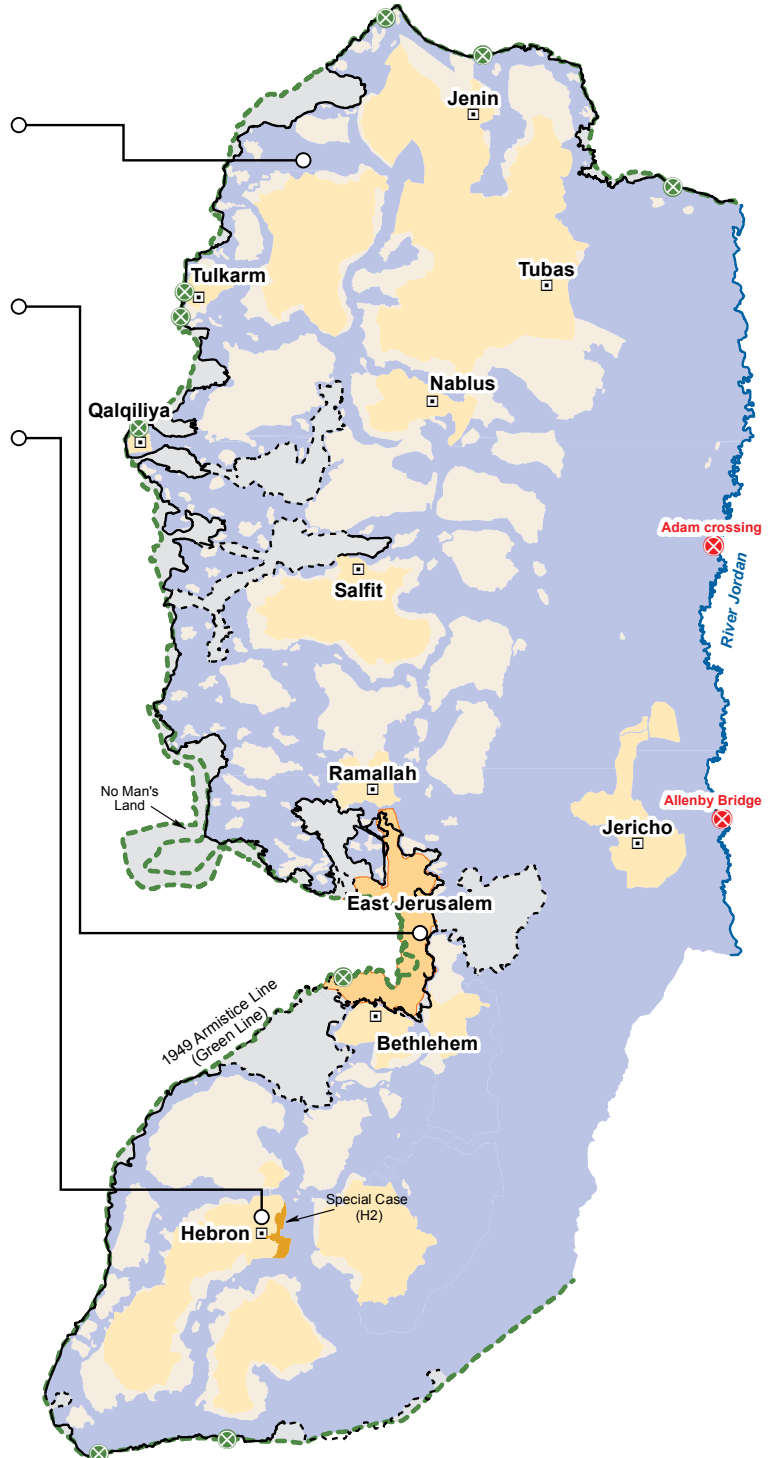 Jenin
Tubas
Tulkarm
Nablus
Qalqiliya
Adam crossing
River Jordan
Salfit
No Man's
Land
Ramallah
Allenby Bridge
Jericho
East Jerusalem
1949 Armistice Line
(Green Line)
Bethlehem
Special Case
(H2)
Hebron